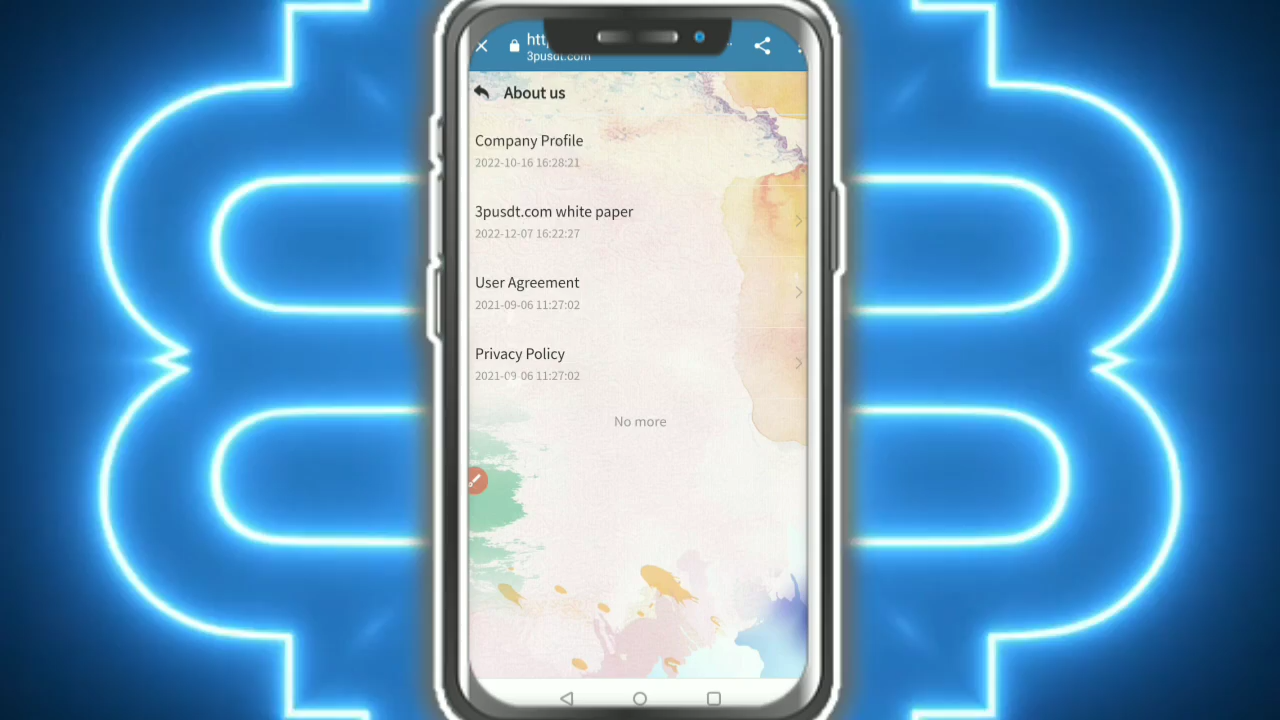 3pusdt.com
About us
Company Profile
2022-10-16 16:28:21
3pusdt.com white paper
2022-12-07 16:22:27
User Agreement
2021-09-06 11:27:02
Privacy Policy
2021-09-06 11:27:02
No more